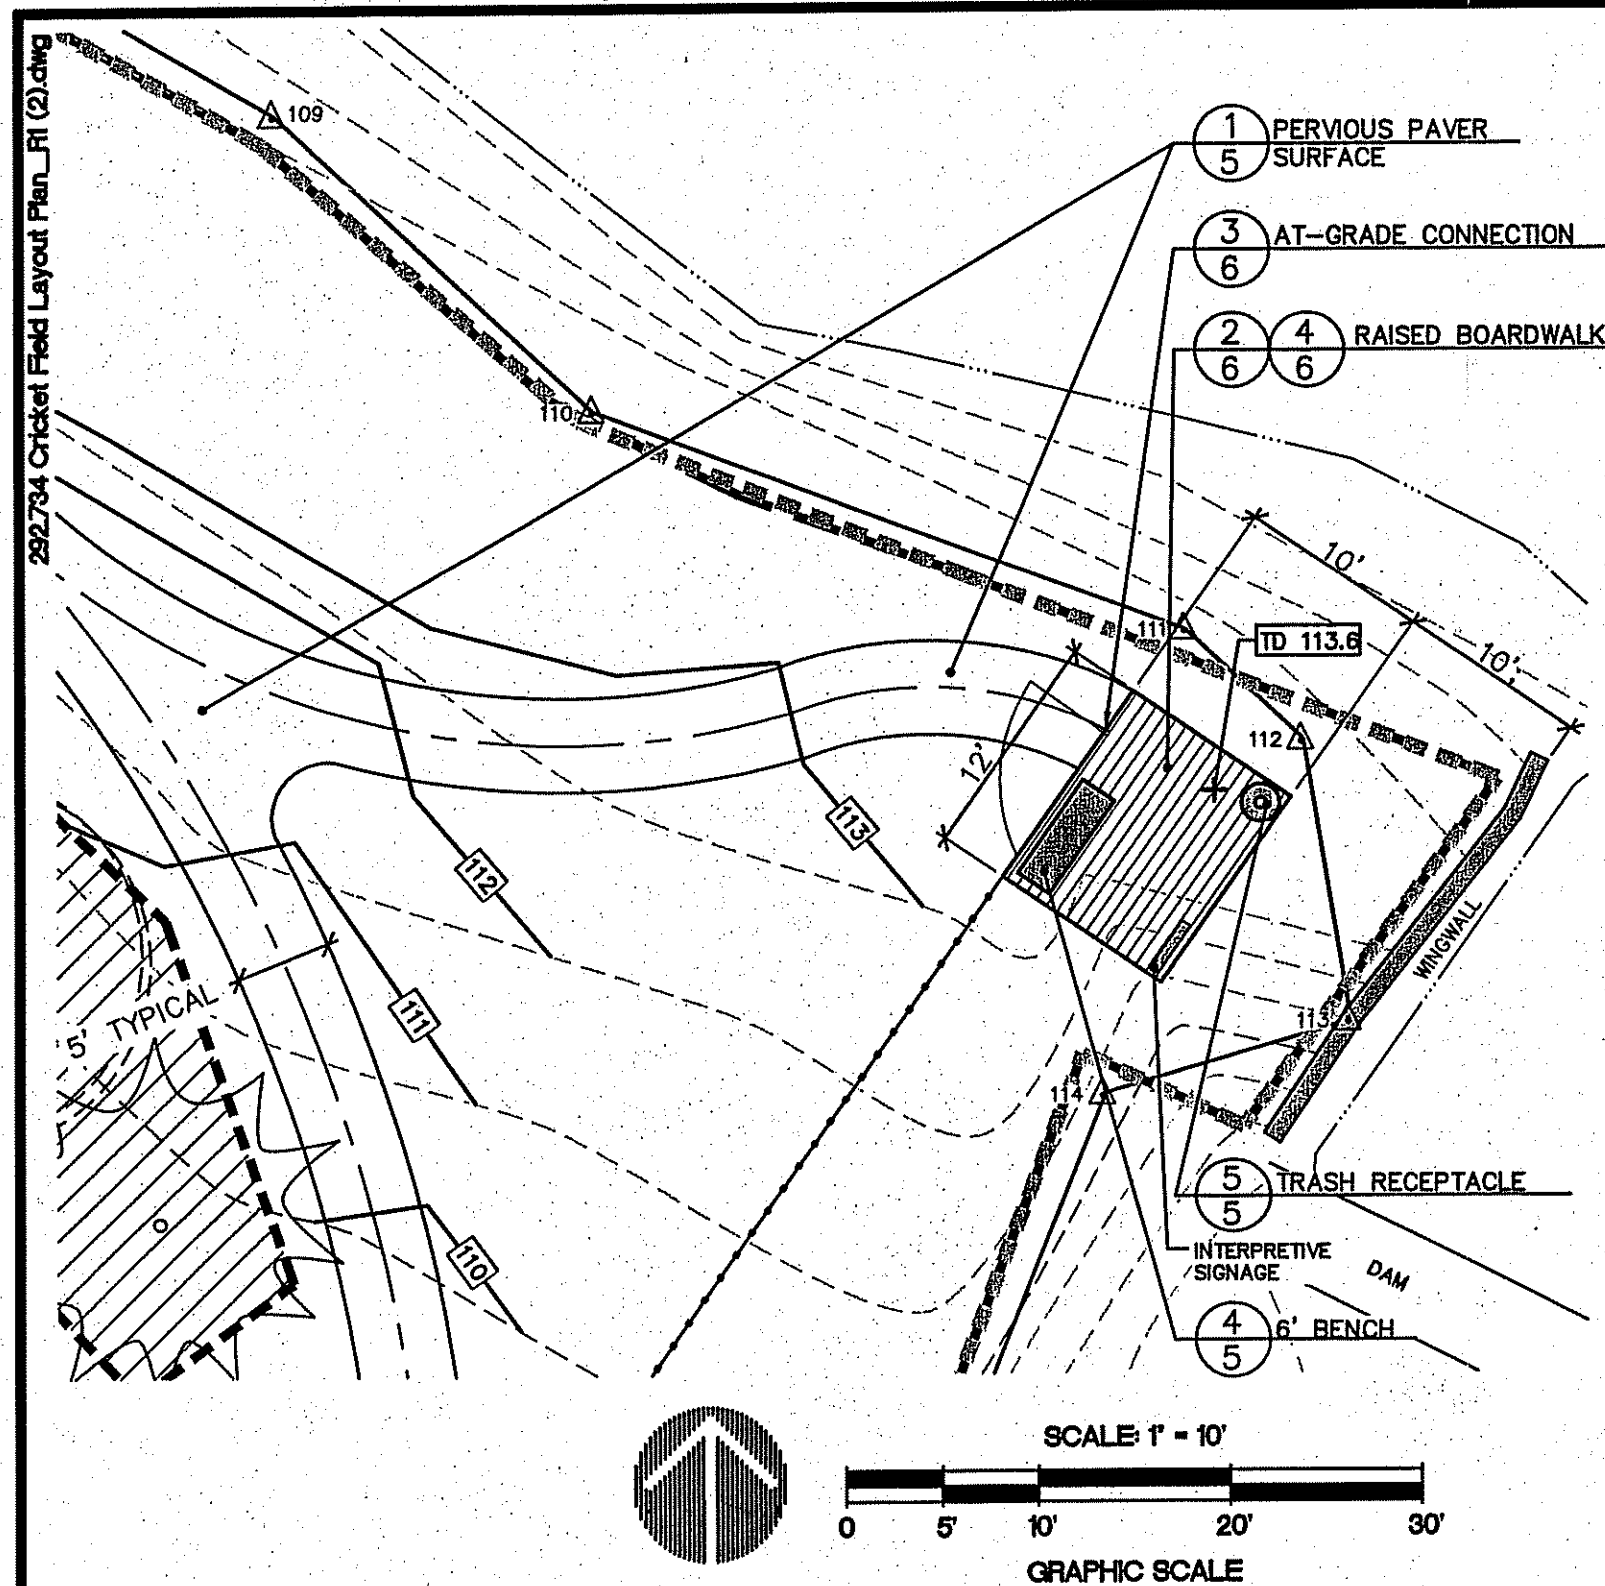 292.734 Cricket Field Layout Plan_R1 (2).dwg
109
1
5
PERVIOUS PAVER
SURFACE
3
6
AT-GRADE CONNECTION
2
6
4
6
RAISED BOARDWALK
110
10'
111
TD 113.6
10'
112
12'
113
112
WINGWALL
111
5' TYPICAL
113
114
5
5
TRASH RECEPTACLE
110
INTERPRETIVE
SIGNAGE
DAM
4
5
6' BENCH
SCALE: 1" = 10'
0 5' 10' 20' 30'
GRAPHIC SCALE